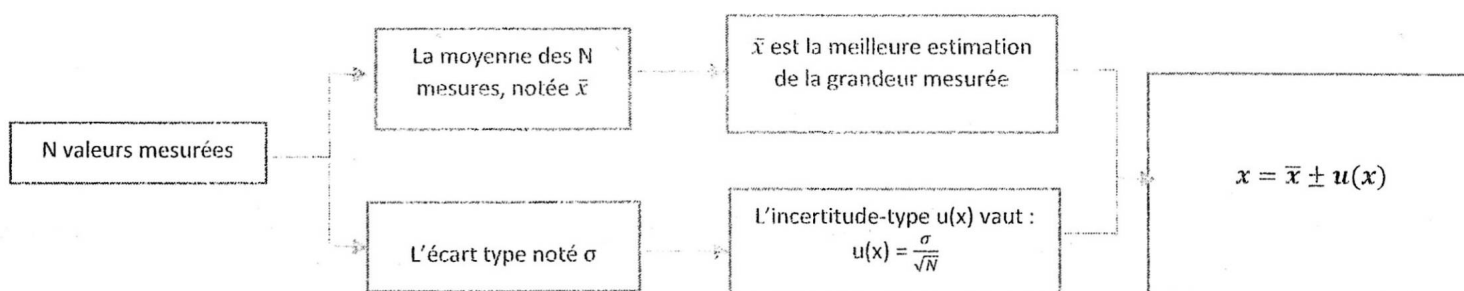 N valeurs mesurées
La moyenne des N
mesures, notée x̄
x̄ est la meilleure estimation
de la grandeur mesurée
L'écart type noté σ
L'incertitude-type u(x) vaut :
u(x) = σ/√N
x = x̄ ± u(x)